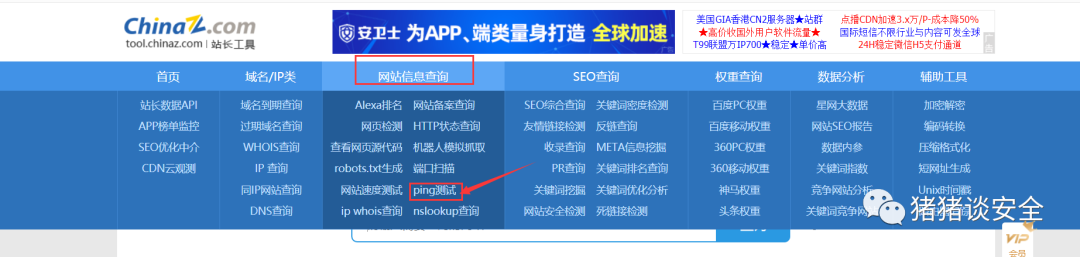 ChinaZ.com
tool.chinaz.com | 站长工具
安卫士 为APP、端类量身打造 全球加速
美国GIA香港CN2服务器★站群
★高价收国外用户软件流量★
T99联盟万IP700★稳定★单价高
点播CDN加速3.x万/P-成本降50%
国际短信不限行业与内容可发全球
24H稳定微信H5支付通道
首页 域名/IP类 网站信息查询 SEO查询 权重查询 数据分析 辅助工具
站长数据API 域名到期查询 Alexa排名 网站备案查询 SEO综合查询 关键词密度检测 百度PC权重 星网大数据 加密解密
APP榜单监控 过期域名查询 网页检测 HTTP状态查询 友情链接检测 反链查询 百度移动权重 网站SEO报告 编码转换
SEO优化中介 WHOIS查询 查看网页源代码 机器人模拟抓取 收录查询 META信息挖掘 360PC权重 数据内参 压缩格式化
CDN云观测 IP 查询 robots.txt生成 端口扫描 PR查询 关键词排名查询 360移动权重 关键词指数 短网址生成
同IP网站查询 网站速度测试 ping测试 关键词挖掘 关键词优化分析 神马权重 竞争网站分析 Unix时间戳
DNS查询 ip whois查询 nslookup查询 网站安全检测 死链接检测 头条权重 关键词竞争网
猪猪谈安全
VIP
会员